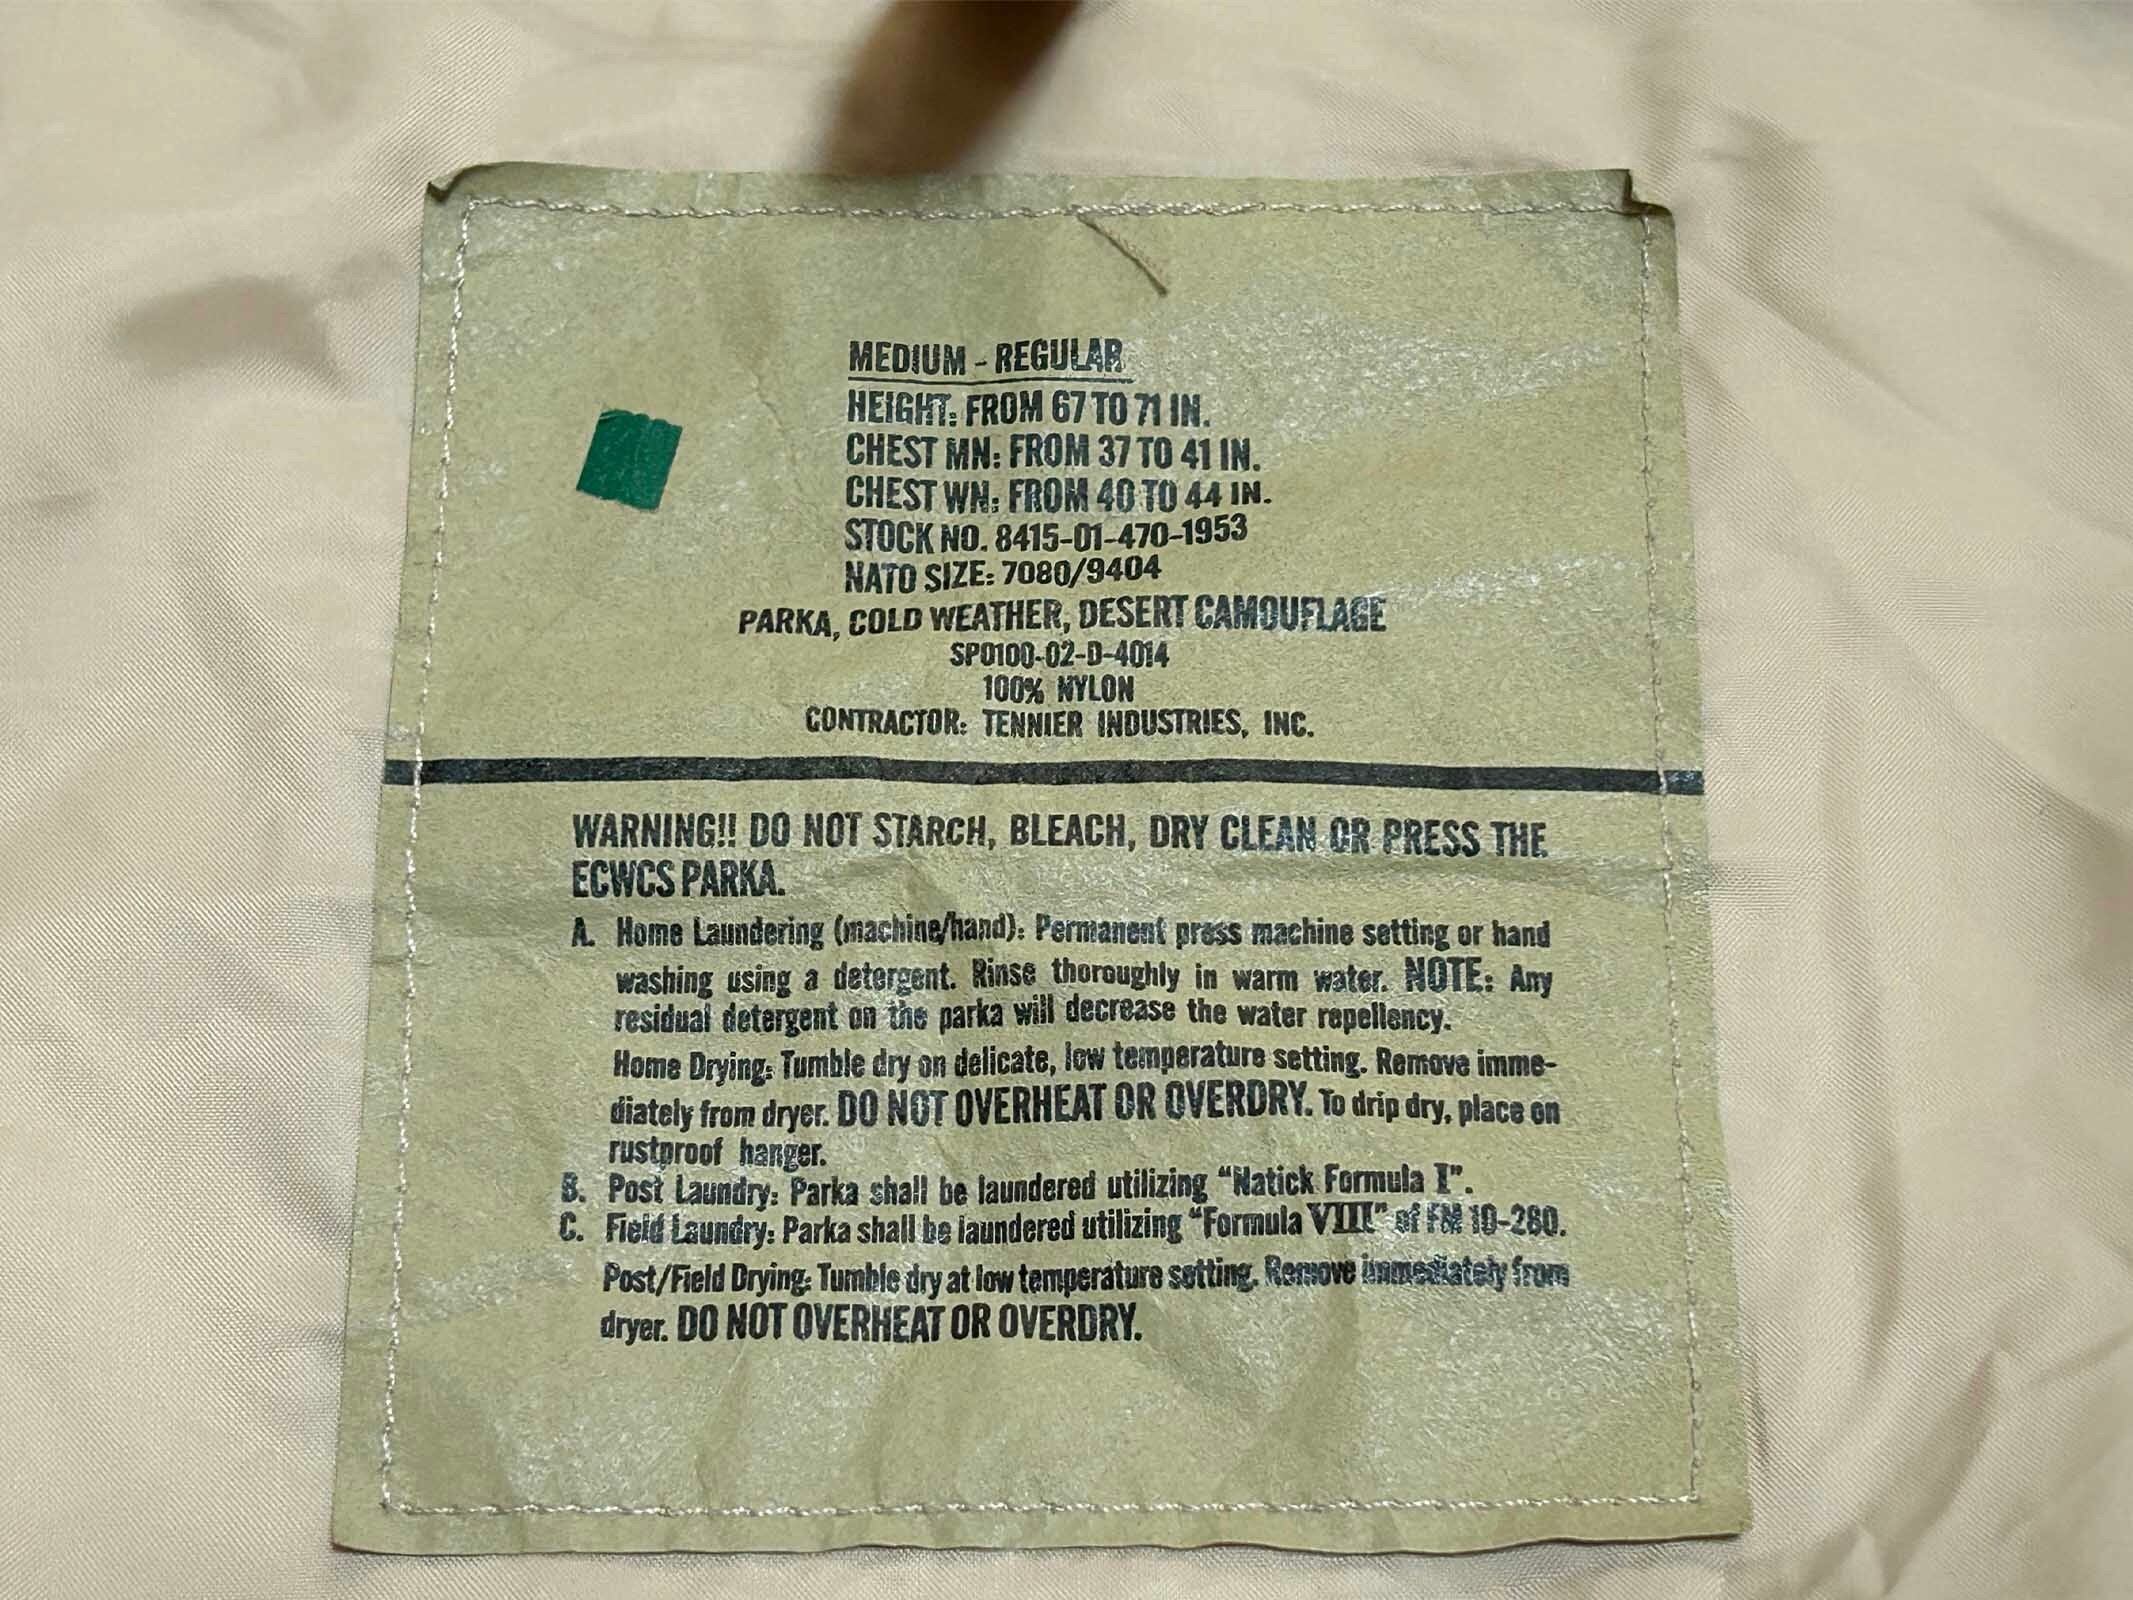 MEDIUM - REGULAR
HEIGHT: FROM 67 TO 71 IN.
CHEST MN: FROM 37 TO 41 IN.
CHEST WN: FROM 40 TO 44 IN.
STOCK NO. 8415-01-470-1953
NATO SIZE: 7080/9404
PARKA, COLD WEATHER, DESERT CAMOUFLAGE
SPO100-02-D-4014
100% NYLON
CONTRACTOR: TENNIER INDUSTRIES, INC.
WARNING!! DO NOT STARCH, BLEACH, DRY CLEAN OR PRESS THE
ECWCS PARKA.
A. Home Laundering (machine/hand): Permanent press machine setting or hand
washing using a detergent. Rinse thoroughly in warm water. NOTE: Any
residual detergent on the parka will decrease the water repellency.
Home Drying: Tumble dry on delicate, low temperature setting. Remove imme-
diately from dryer. DO NOT OVERHEAT OR OVERDRY. To drip dry, place on
rustproof hanger.
B. Post Laundry: Parka shall be laundered utilizing “Natick Formula I”.
C. Field Laundry: Parka shall be laundered utilizing “Formula VIII” of FM 10-280.
Post/Field Drying: Tumble dry at low temperature setting. Remove immediately from
dryer. DO NOT OVERHEAT OR OVERDRY.